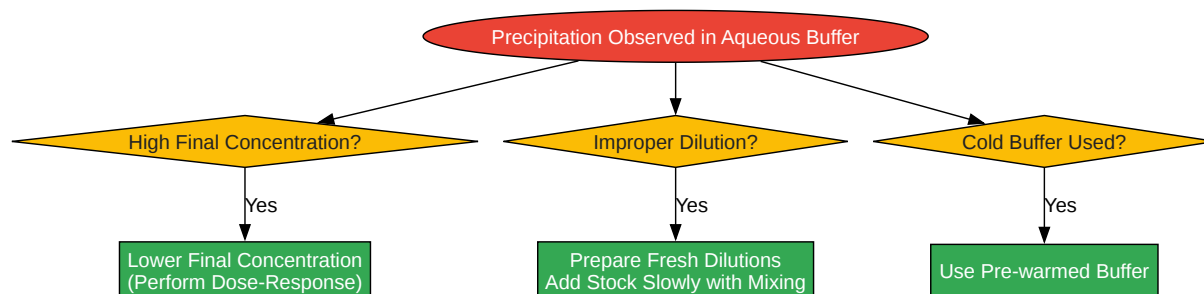 Precipitation Observed in Aqueous Buffer
High Final Concentration?
Improper Dilution?
Cold Buffer Used?
Yes
Yes
Yes
Lower Final Concentration
(Perform Dose-Response)
Prepare Fresh Dilutions
Add Stock Slowly with Mixing
Use Pre-warmed Buffer